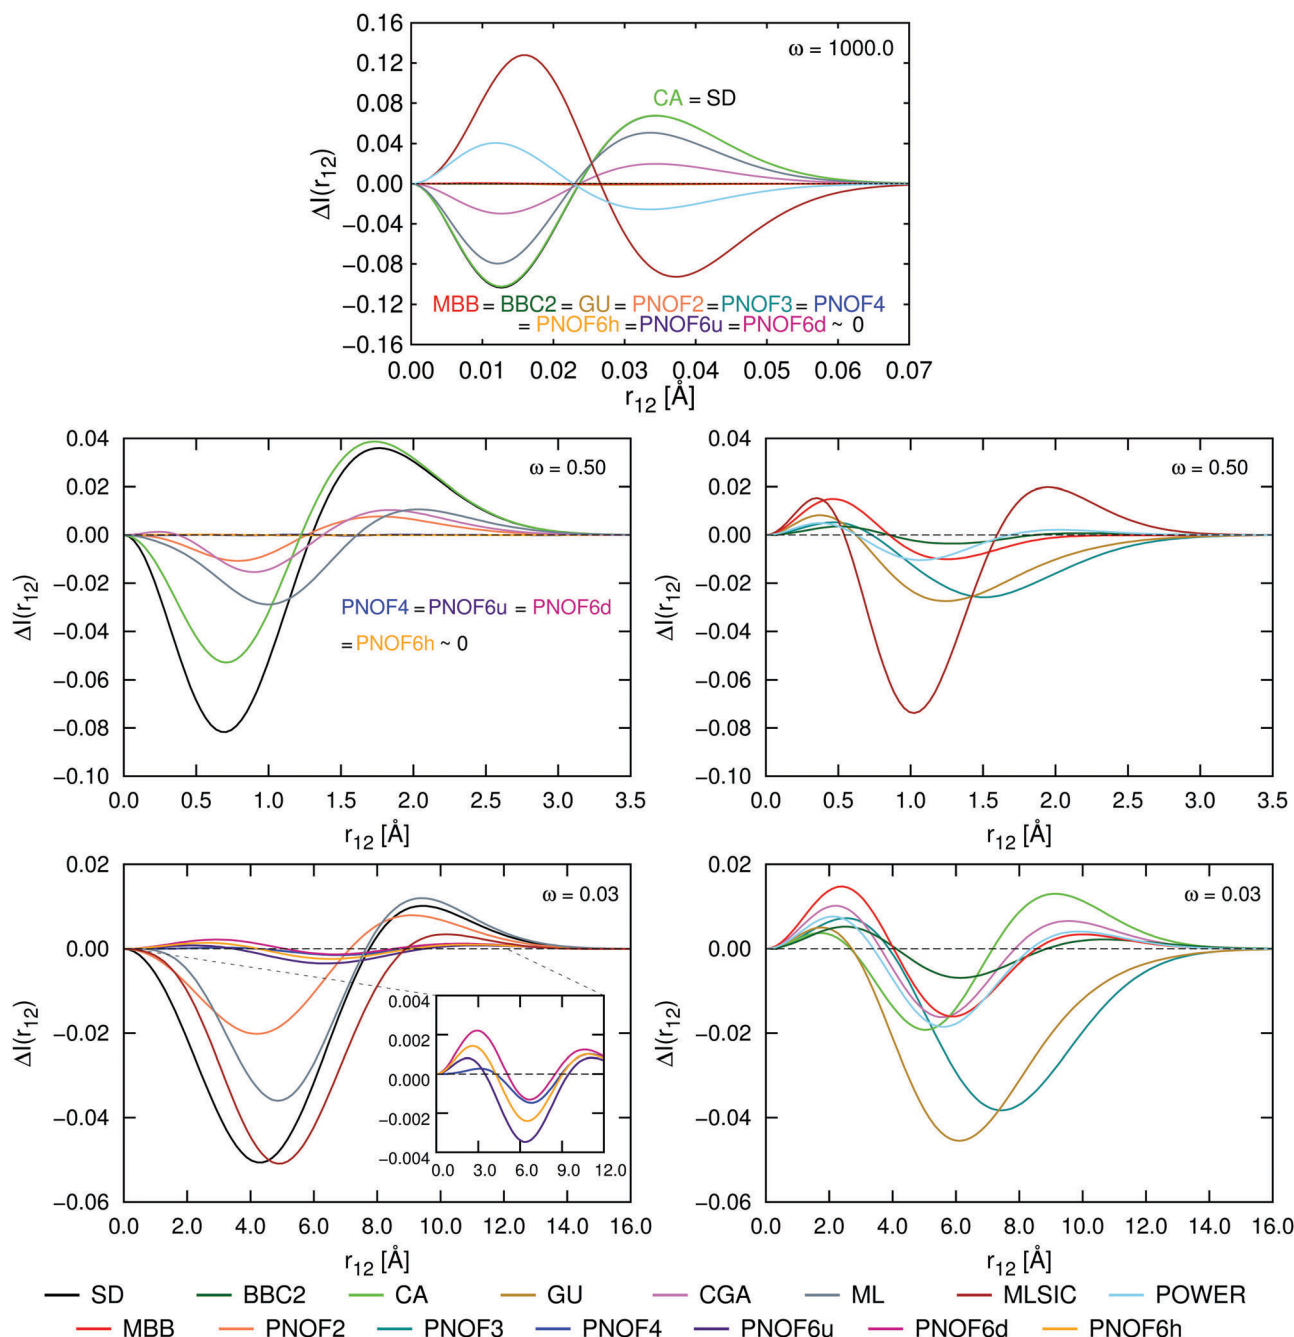 ω = 1000.0
0.16
0.12
0.08
0.04
0.00
−0.04
−0.08
−0.12
−0.16
ΔI(r12)
CA = SD
MBB = BBC2 = GU = PNOF2 = PNOF3 = PNOF4
= PNOF6h = PNOF6u = PNOF6d ~ 0
0.00 0.01 0.02 0.03 0.04 0.05 0.06 0.07
r12 [Å]
ω = 0.50
0.04
0.02
0.00
−0.02
−0.04
−0.06
−0.08
−0.10
ΔI(r12)
PNOF4 = PNOF6u = PNOF6d
= PNOF6h ~ 0
0.0 0.5 1.0 1.5 2.0 2.5 3.0 3.5
r12 [Å]
ω = 0.50
0.04
0.02
0.00
−0.02
−0.04
−0.06
−0.08
−0.10
ΔI(r12)
0.0 0.5 1.0 1.5 2.0 2.5 3.0 3.5
r12 [Å]
ω = 0.03
0.02
0.00
−0.02
−0.04
−0.06
ΔI(r12)
0.004
0.002
0.000
−0.002
−0.004
0.0 3.0 6.0 9.0 12.0
0.0 2.0 4.0 6.0 8.0 10.0 12.0 14.0 16.0
r12 [Å]
ω = 0.03
0.02
0.00
−0.02
−0.04
−0.06
ΔI(r12)
0.0 2.0 4.0 6.0 8.0 10.0 12.0 14.0 16.0
r12 [Å]
SD BBC2 CA GU CGA ML MLSIC POWER
MBB PNOF2 PNOF3 PNOF4 PNOF6u PNOF6d PNOF6h